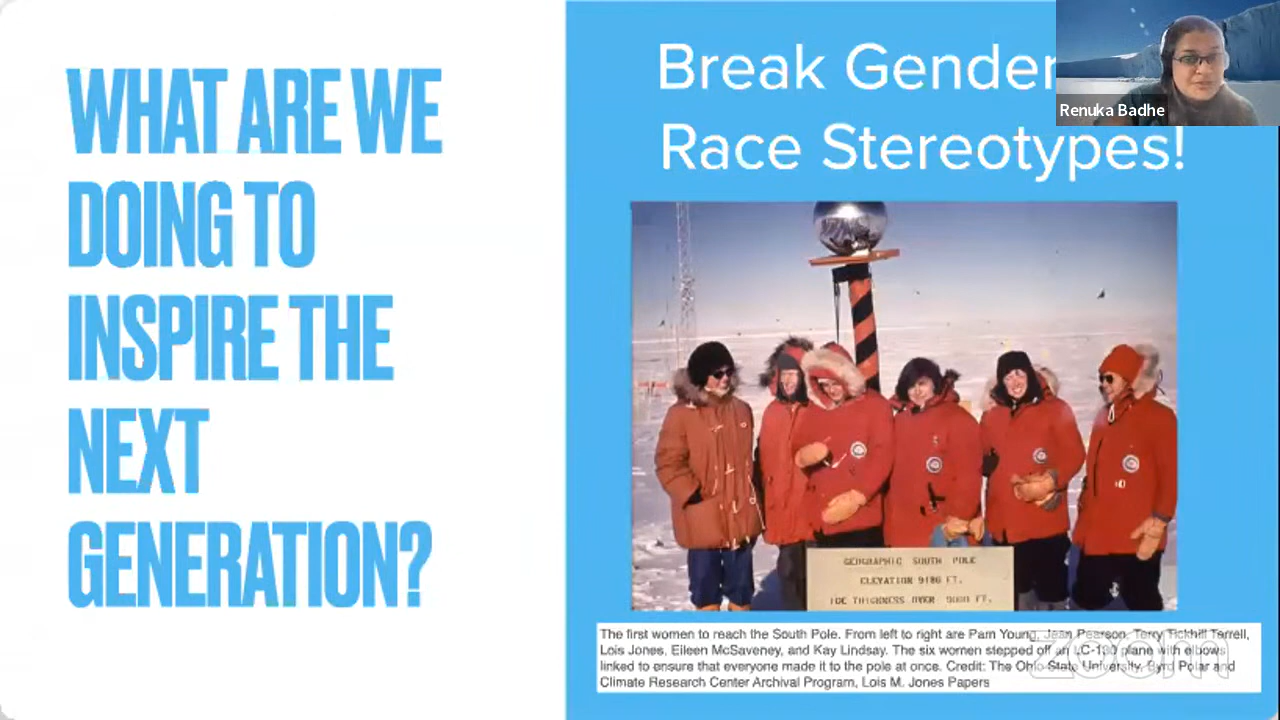 WHAT ARE WE
DOING TO
INSPIRE THE
NEXT
GENERATION?
Break Gender
Race Stereotypes!
Renuka Badhe
GEOGRAPHIC SOUTH POLE
ELEVATION 9186 FT.
ICE THICKNESS OVER 9000 FT.
The first women to reach the South Pole. From left to right are Pam Young, Jean Pearson, Terry Tickhill Terrell,
Lois Jones, Eileen McSaveney, and Kay Lindsay. The six women stepped off an LC-130 plane with elbows
linked to ensure that everyone made it to the pole at once. Credit: The Ohio State University, Byrd Polar and
Climate Research Center Archival Program, Lois M. Jones Papers
zoom